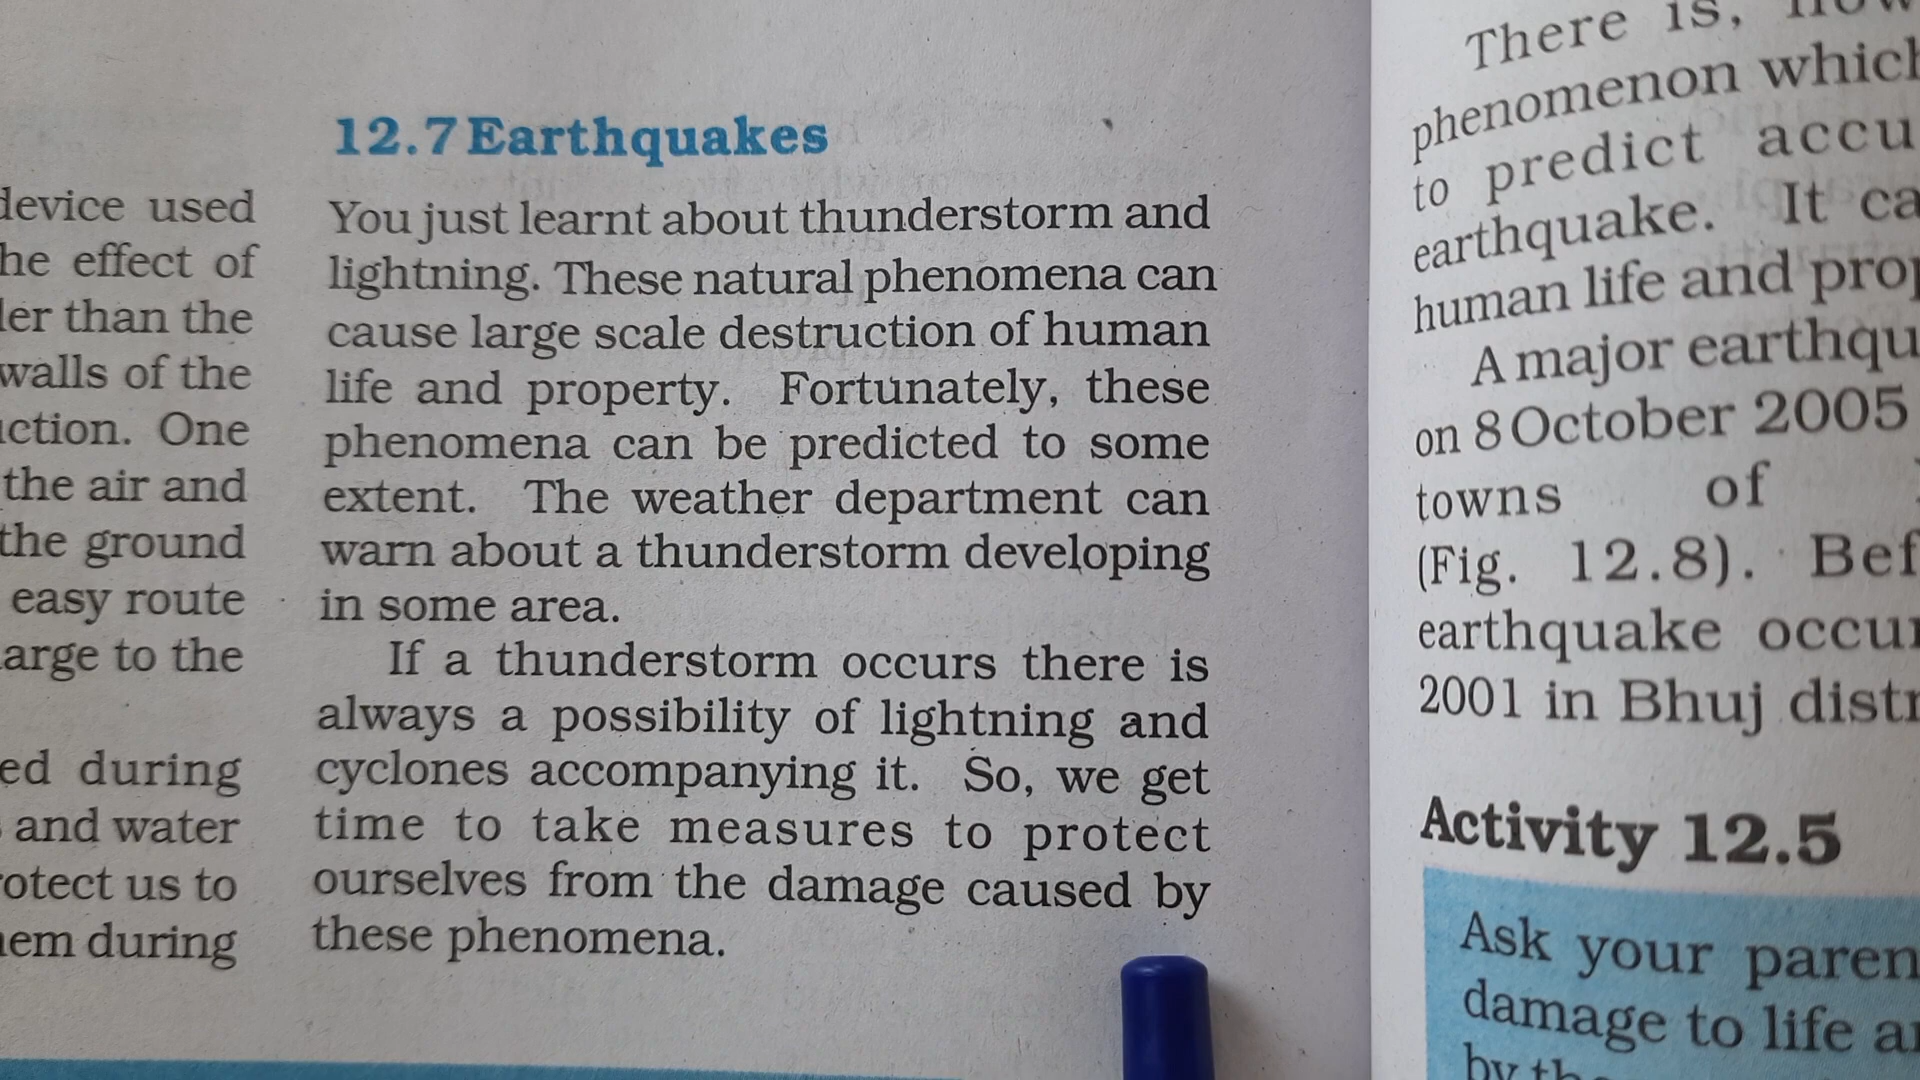 device used
he effect of
ler than the
walls of the
ction. One
the air and
the ground
easy route
arge to the
ed during
and water
otect us to
em during
12.7 Earthquakes
You just learnt about thunderstorm and
lightning. These natural phenomena can
cause large scale destruction of human
life and property. Fortunately, these
phenomena can be predicted to some
extent. The weather department can
warn about a thunderstorm developing
in some area.
If a thunderstorm occurs there is
always a possibility of lightning and
cyclones accompanying it. So, we get
time to take measures to protect
ourselves from the damage caused by
these phenomena.
There is,
phenomenon which
to predict accu
earthquake. It ca
human life and prop
A major earthqu
on 8 October 2005
towns of
(Fig. 12.8). Bef
earthquake occur
2001 in Bhuj distr
Activity 12.5
Ask your paren
damage to life a
by th